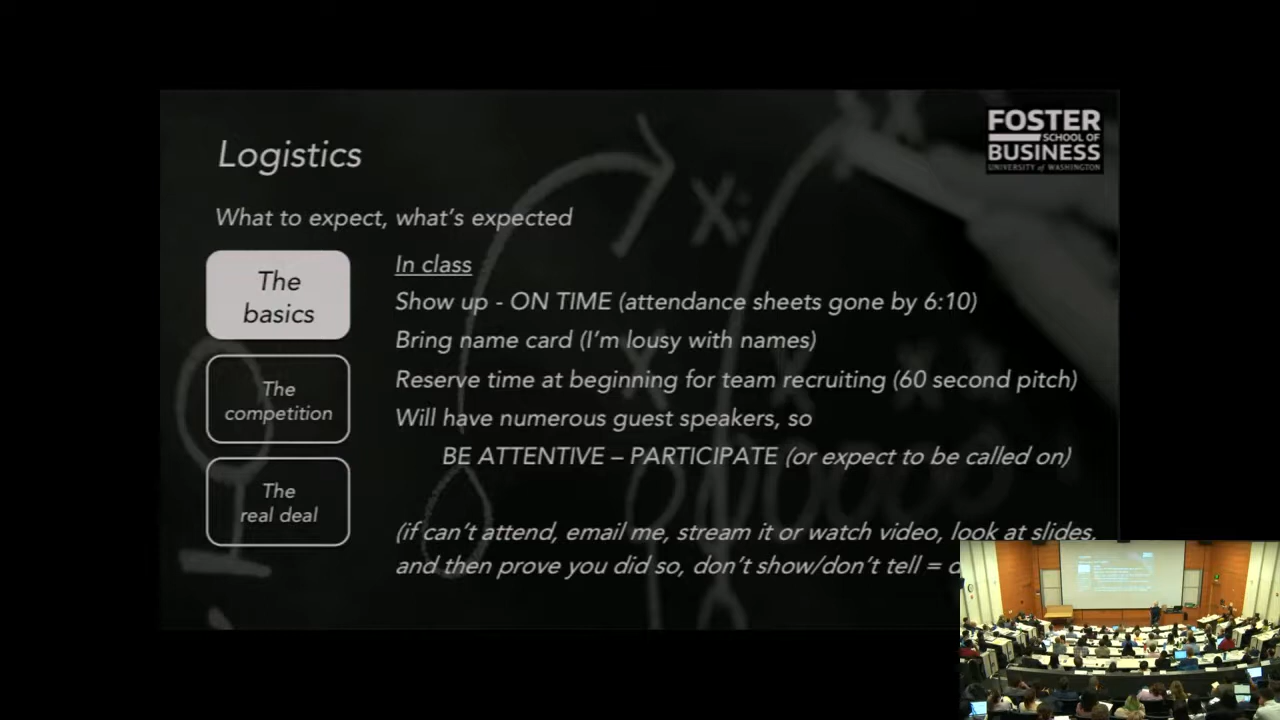 FOSTER
SCHOOL OF
BUSINESS
UNIVERSITY of WASHINGTON
Logistics
What to expect, what's expected
The
basics
The
competition
The
real deal
In class
Show up - ON TIME (attendance sheets gone by 6:10)
Bring name card (I'm lousy with names)
Reserve time at beginning for team recruiting (60 second pitch)
Will have numerous guest speakers, so
BE ATTENTIVE – PARTICIPATE (or expect to be called on)
(if can't attend, email me, stream it or watch video, look at slides,
and then prove you did so, don't show/don't tell =